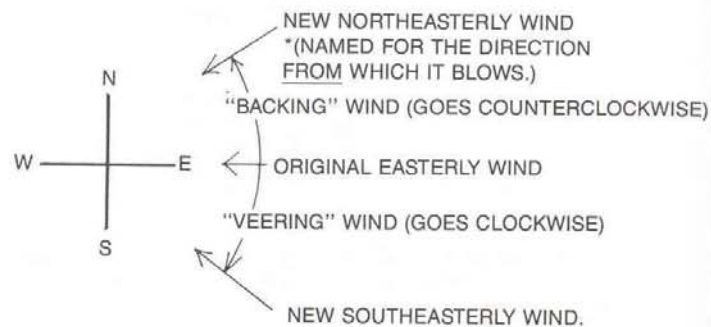 NEW NORTHEASTERLY WIND
*(NAMED FOR THE DIRECTION
FROM WHICH IT BLOWS.)
N
"BACKING" WIND (GOES COUNTERCLOCKWISE)
W
E
ORIGINAL EASTERLY WIND
"VEERING" WIND (GOES CLOCKWISE)
S
NEW SOUTHEASTERLY WIND.